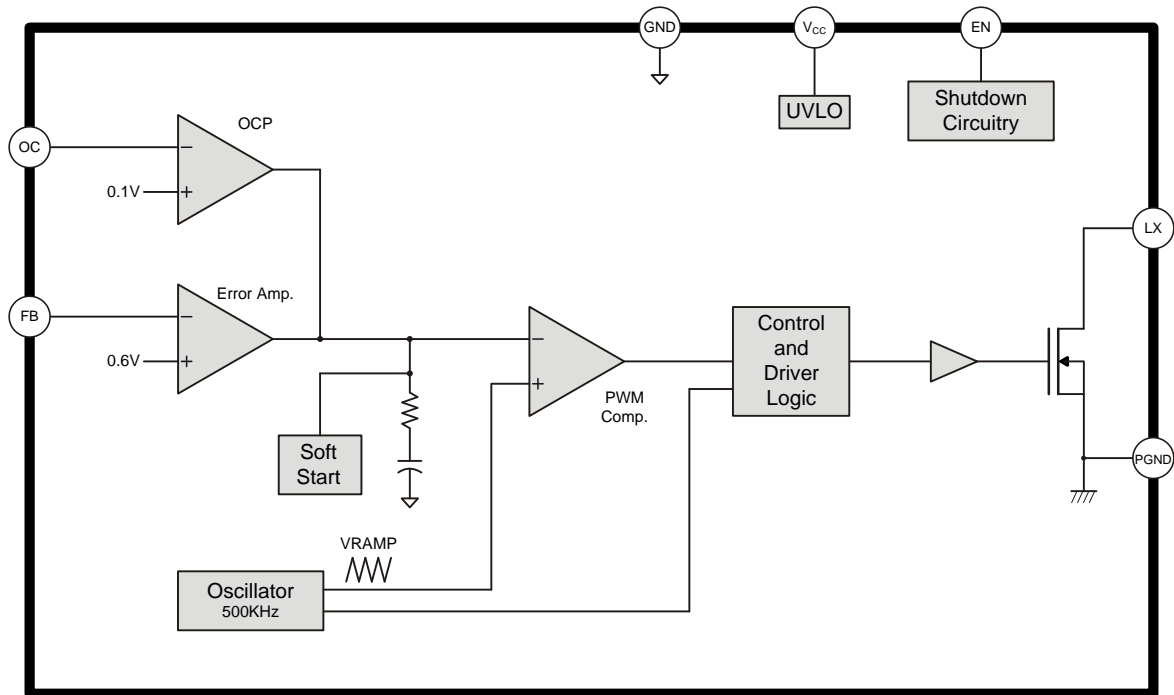 GND
VCC
EN
UVLO
Shutdown
Circuitry
OCP
OC
−
0.1V
+
LX
Error Amp.
FB
−
0.6V
+
−
+
PWM
Comp.
Control
and
Driver
Logic
Soft
Start
PGND
VRAMP
Oscillator
500KHz